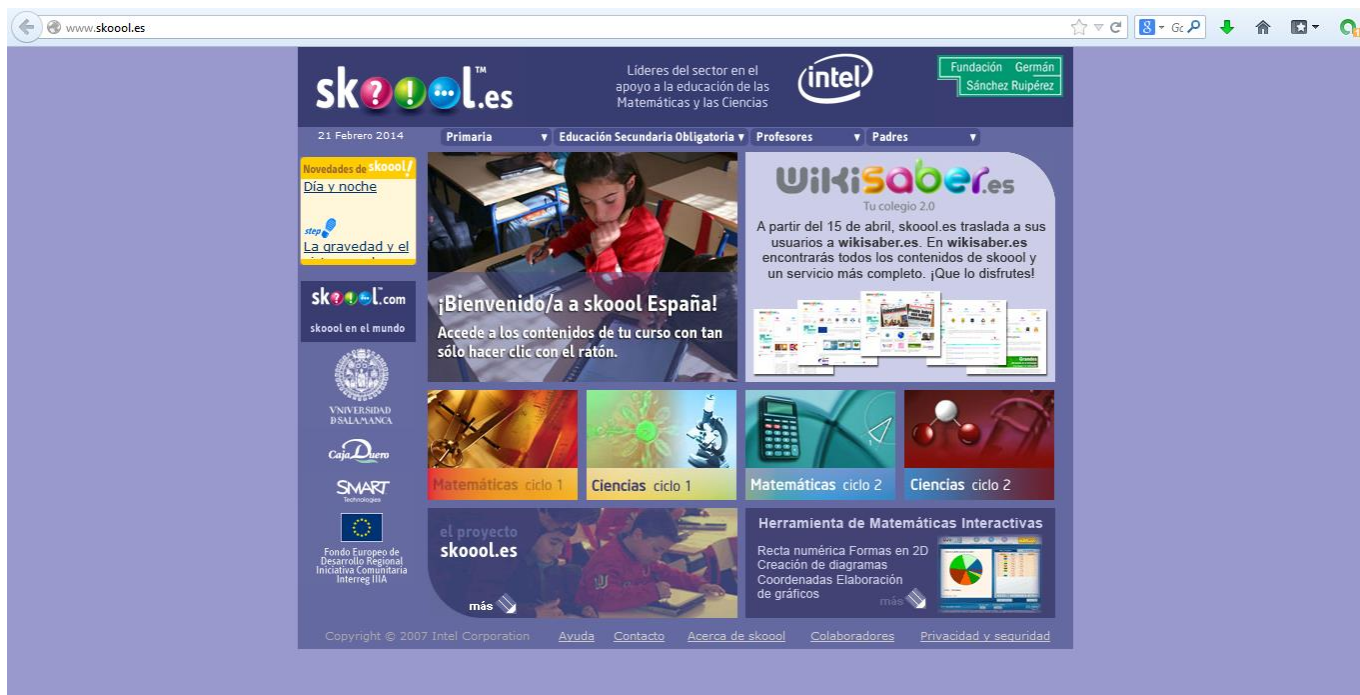 www.skoool.es
sk??...l.es
TM
Líderes del sector en el
apoyo a la educación de las
Matemáticas y las Ciencias
intel
Fundación Germán
Sánchez Ruipérez
21 Febrero 2014
Primaria
Educación Secundaria Obligatoria
Profesores
Padres
Novedades de skoool!
Día y noche
step
La gravedad y el
skoool.com
skoool en el mundo
VNIVERSIDAD
DSALAMANCA
Caja Duero
SMART
Technologies
Fondo Europeo de
Desarrollo Regional
Iniciativa Comunitaria
Interreg IIIA
¡Bienvenido/a a skoool España!
Accede a los contenidos de tu curso con tan
sólo hacer clic con el ratón.
wikisaber.es
Tu colegio 2.0
A partir del 15 de abril, skoool.es traslada a sus
usuarios a wikisaber.es. En wikisaber.es
encontrarás todos los contenidos de skoool y
un servicio más completo. ¡Que lo disfrutes!
Matemáticas ciclo 1
Ciencias ciclo 1
Matemáticas ciclo 2
Ciencias ciclo 2
el proyecto
skoool.es
más
Herramienta de Matemáticas Interactivas
Recta numérica Formas en 2D
Creación de diagramas
Coordenadas Elaboración
de gráficos
más
Copyright © 2007 Intel Corporation
Ayuda
Contacto
Acerca de skoool
Colaboradores
Privacidad y seguridad